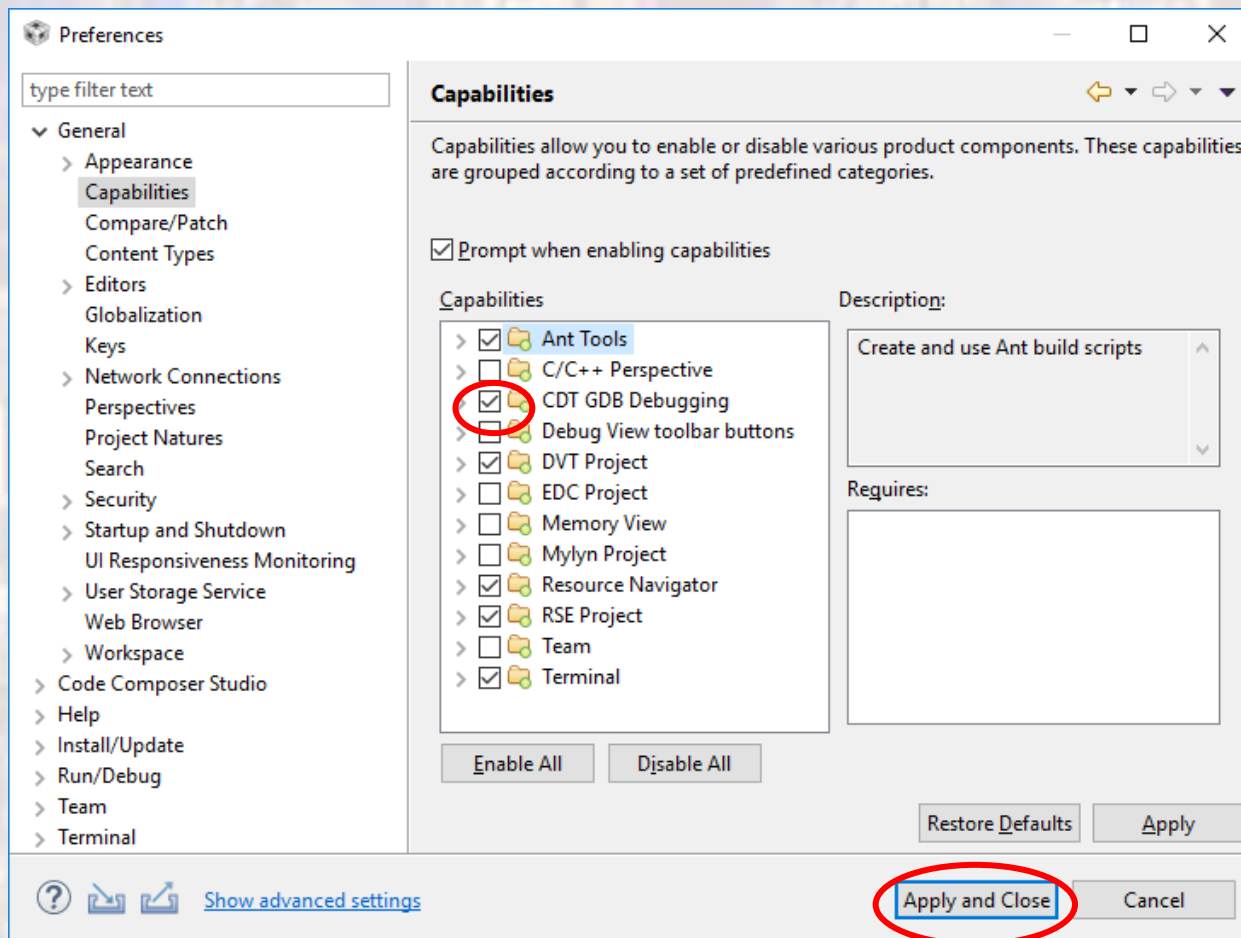 Preferences
type filter text
General
Appearance
Capabilities
Compare/Patch
Content Types
Editors
Globalization
Keys
Network Connections
Perspectives
Project Natures
Search
Security
Startup and Shutdown
UI Responsiveness Monitoring
User Storage Service
Web Browser
Workspace
Code Composer Studio
Help
Install/Update
Run/Debug
Team
Terminal
Capabilities
Capabilities allow you to enable or disable various product components. These capabilities
are grouped according to a set of predefined categories.
Prompt when enabling capabilities
Capabilities
Ant Tools
C/C++ Perspective
CDT GDB Debugging
Debug View toolbar buttons
DVT Project
EDC Project
Memory View
Mylyn Project
Resource Navigator
RSE Project
Team
Terminal
Description:
Create and use Ant build scripts
Requires:
Enable All
Disable All
Restore Defaults
Apply
?
Show advanced settings
Apply and Close
Cancel